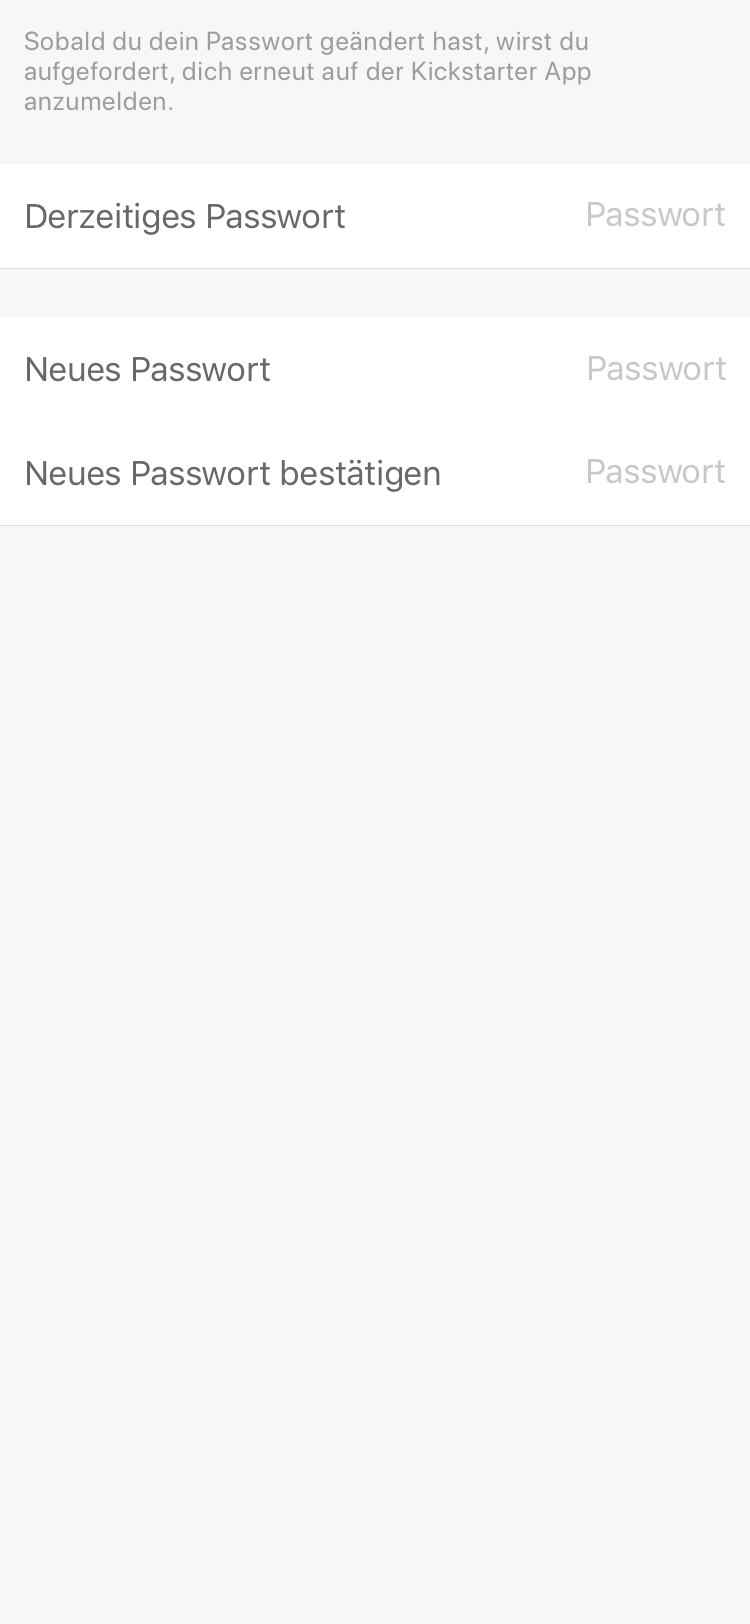 Sobald du dein Passwort geändert hast, wirst du
aufgefordert, dich erneut auf der Kickstarter App
anzumelden.
Derzeitiges Passwort Passwort
Neues Passwort Passwort
Neues Passwort bestätigen Passwort